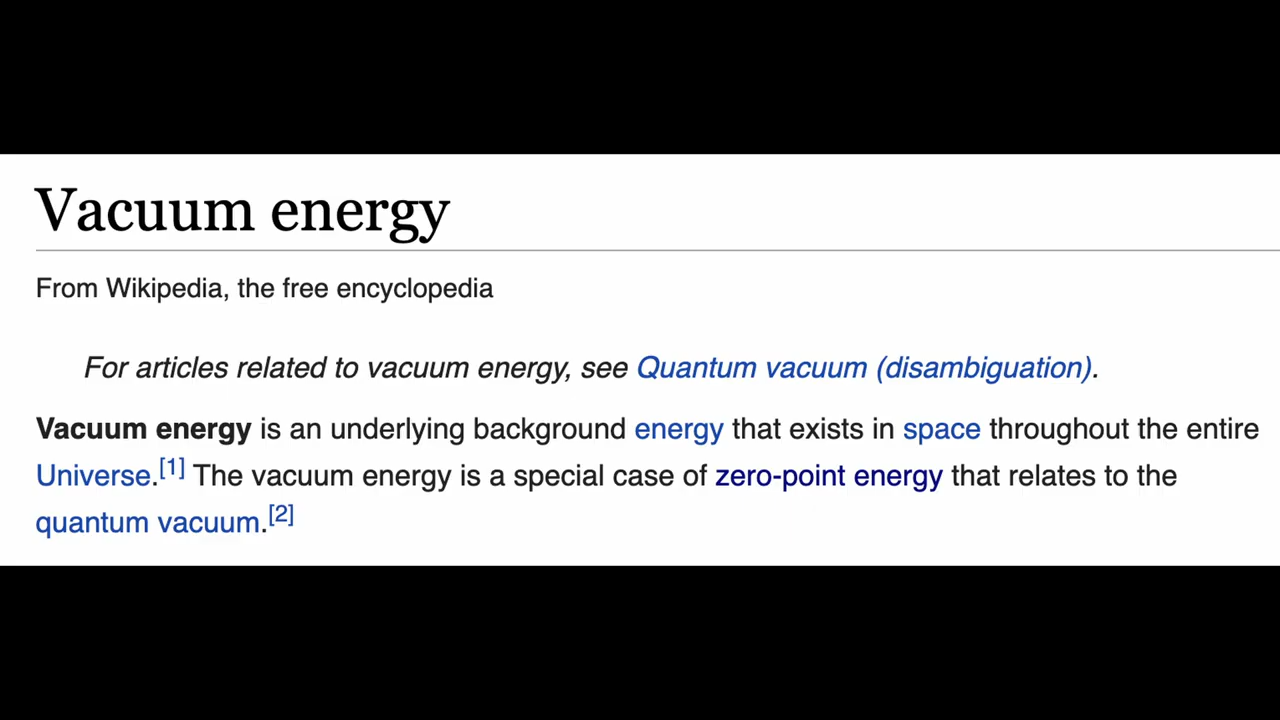 Vacuum energy
From Wikipedia, the free encyclopedia
For articles related to vacuum energy, see Quantum vacuum (disambiguation).
Vacuum energy is an underlying background energy that exists in space throughout the entire
Universe.[1] The vacuum energy is a special case of zero-point energy that relates to the
quantum vacuum.[2]